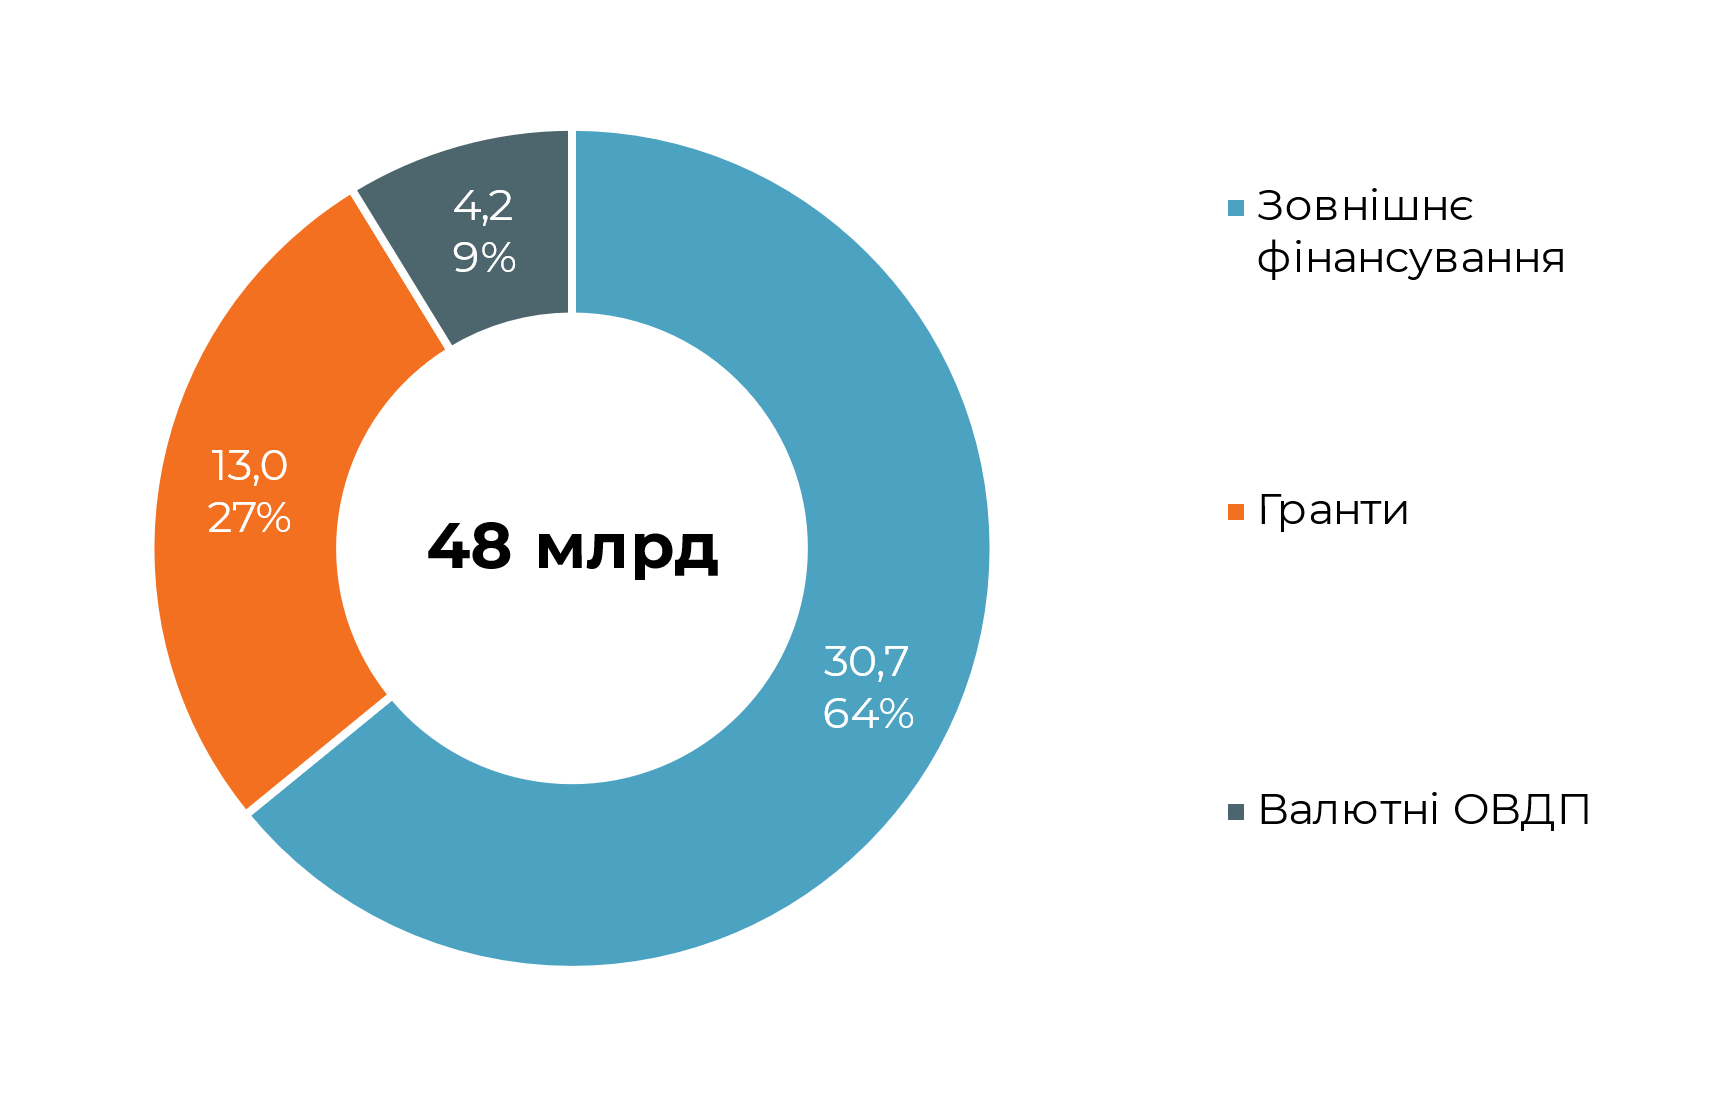 4,2
9%
13,0
27%
48 млрд
30,7
64%
Зовнішнє
фінансування
Гранти
Валютні ОВДП